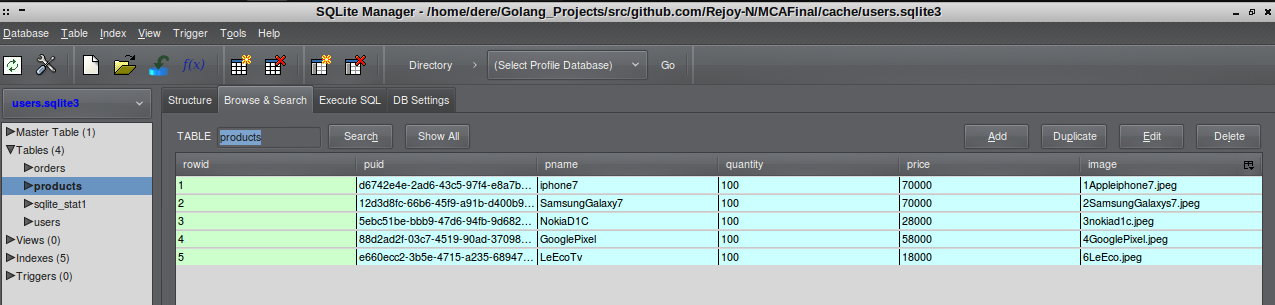 SQLite Manager - /home/dere/Golang_Projects/src/github.com/Rejoy-N/MCAFinal/cache/users.sqlite3
Database Table Index View Trigger Tools Help
f(x) Directory (Select Profile Database) Go
users.sqlite3
Structure Browse & Search Execute SQL DB Settings
Master Table (1)
Tables (4)
orders
products
sqlite_stat1
users
Views (0)
Indexes (5)
Triggers (0)
TABLE products Search Show All Add Duplicate Edit Delete
rowid puid pname quantity price image
1 d6742e4e-2ad6-43c5-97f4-e8a7b... iphone7 100 70000 1Appleiphone7.jpeg
2 12d3d8fc-66b6-45f9-a91b-d400b9... SamsungGalaxy7 100 70000 2SamsungGalaxys7.jpeg
3 5ebc51be-bbb9-47d6-94fb-9d682... NokiaD1C 100 28000 3nokiad1c.jpeg
4 88d2ad2f-03c7-4519-90ad-37098... GooglePixel 100 58000 4GooglePixel.jpeg
5 e660ecc2-3b5e-4715-a235-68947... LeEcoTv 100 18000 6LeEco.jpeg